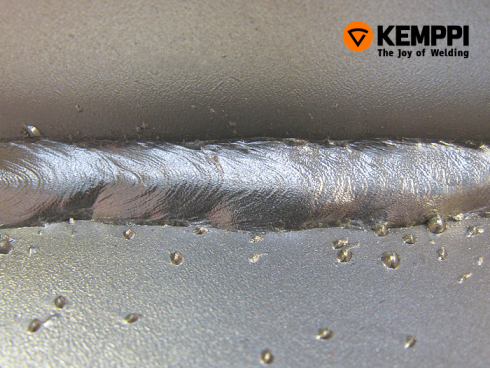 KEMPPI
The Joy of Welding